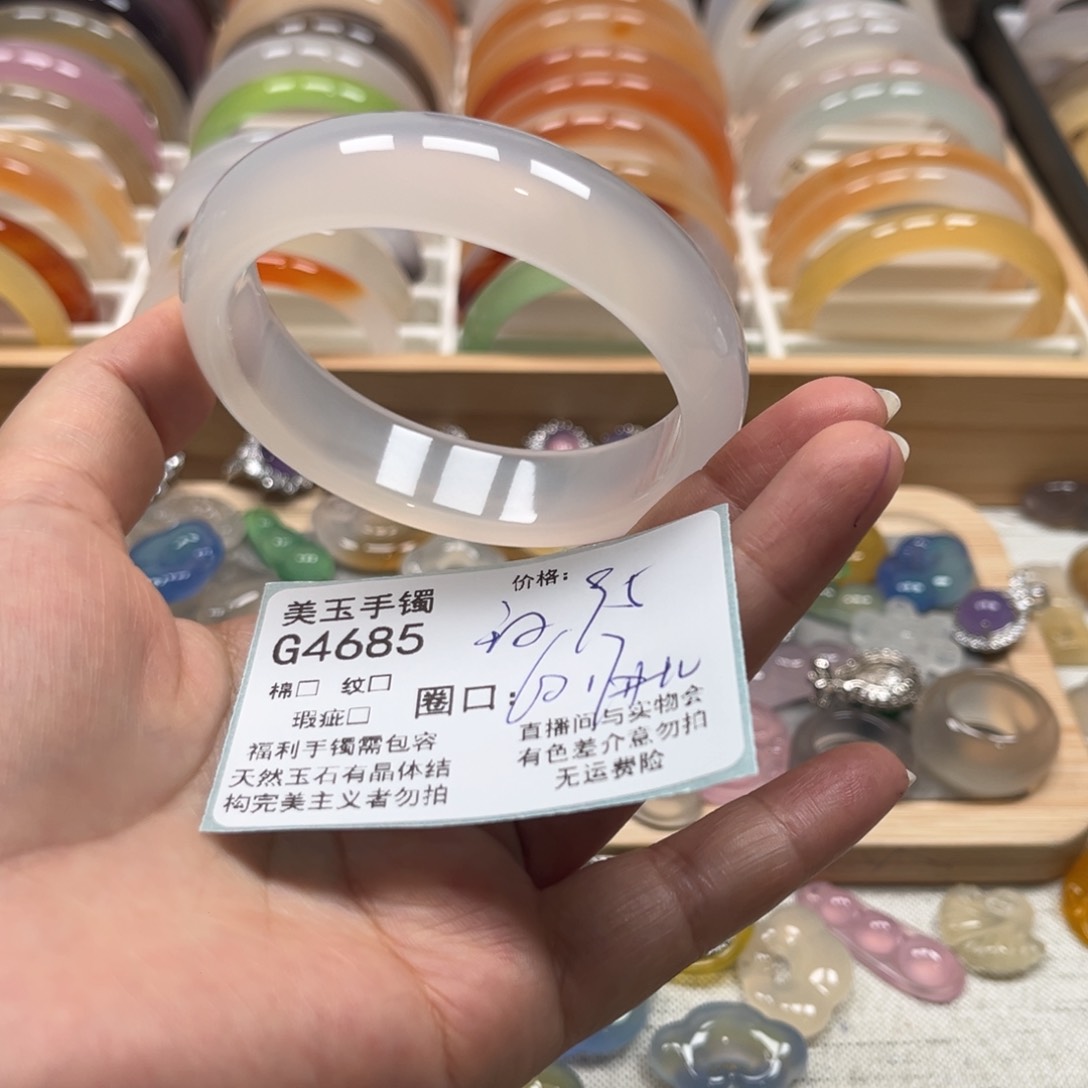 美玉手镯
G4685
价格：
棉□ 纹□
瑕疵□
圈口：
福利手镯需包容
天然玉石有晶体结
构完美主义者勿拍
直播间与实物会
有色差介意勿拍
无运费险